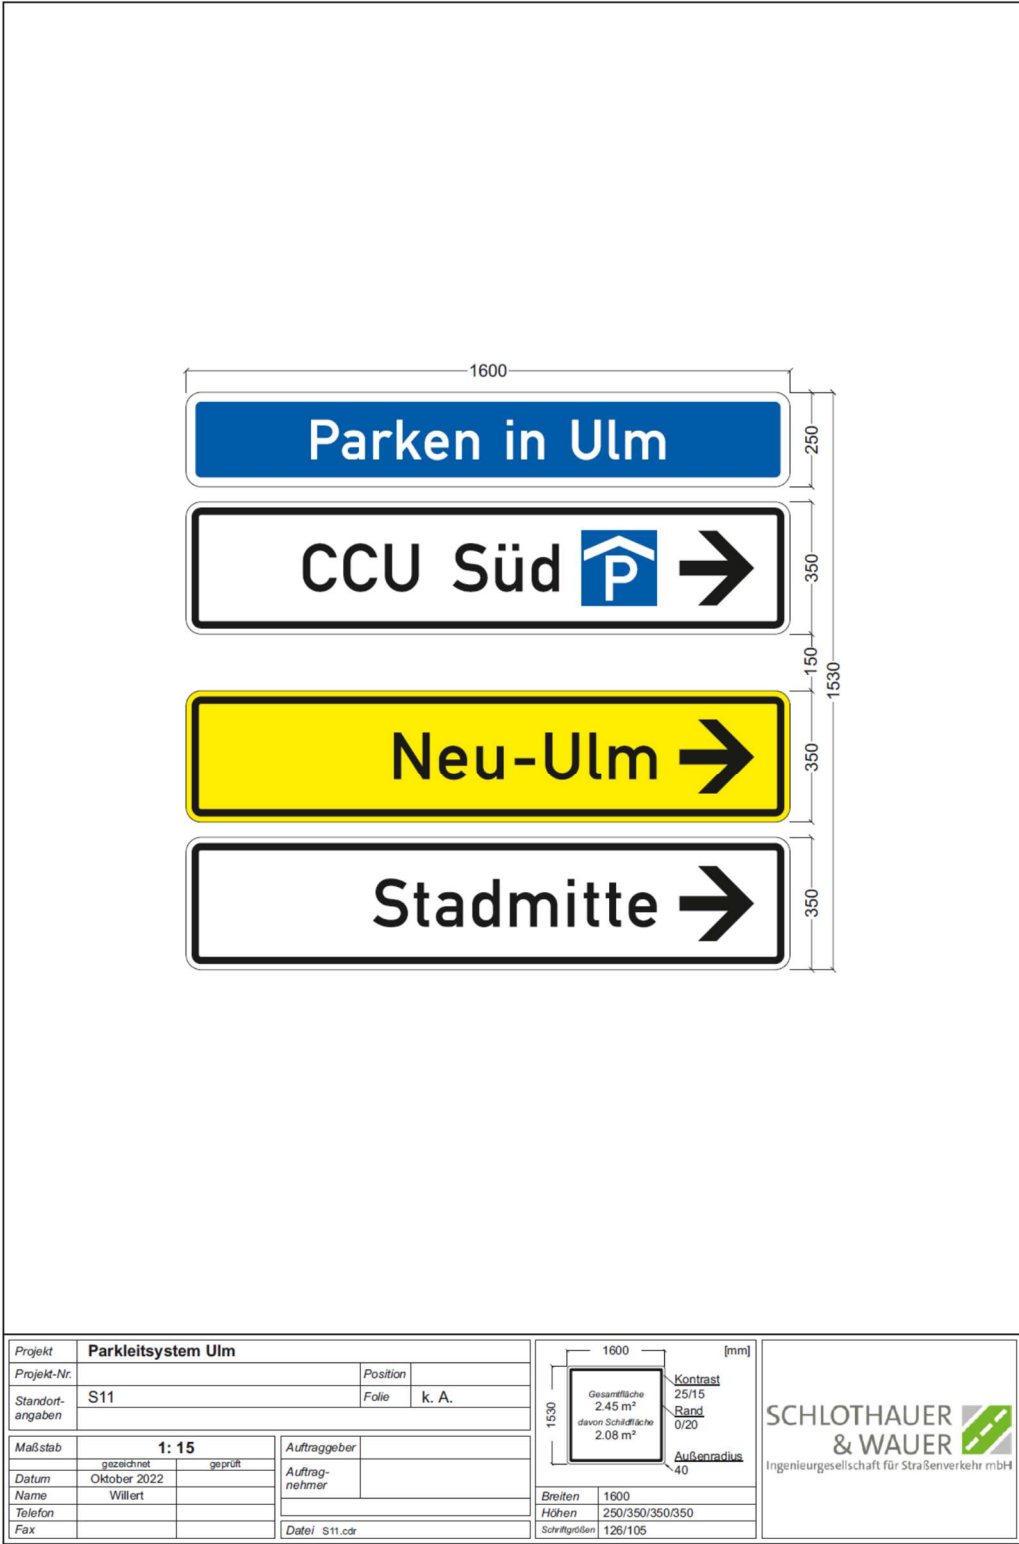 1600
Parken in Ulm
250
CCU Süd P
350
150
1530
Neu-Ulm
350
Stadmitte
350
Projekt Parkleitsystem Ulm
Projekt-Nr. Position
Standort-
angaben S11 Folie k. A.
Maßstab 1: 15 Auftraggeber
gezeichnet geprüft
Datum Oktober 2022 Auftrag-
nehmer
Name Willert
Telefon
Fax Datei S11.cdr
1600 [mm]
1530
Gesamtfläche
2.45 m²
davon Schildfläche
2.08 m²
Kontrast
25/15
Rand
0/20
Außenradius
40
Breiten 1600
Höhen 250/350/350/350
Schriftgrößen 126/105
SCHLOTHAUER
& WAUER
Ingenieurgesellschaft für Straßenverkehr mbH